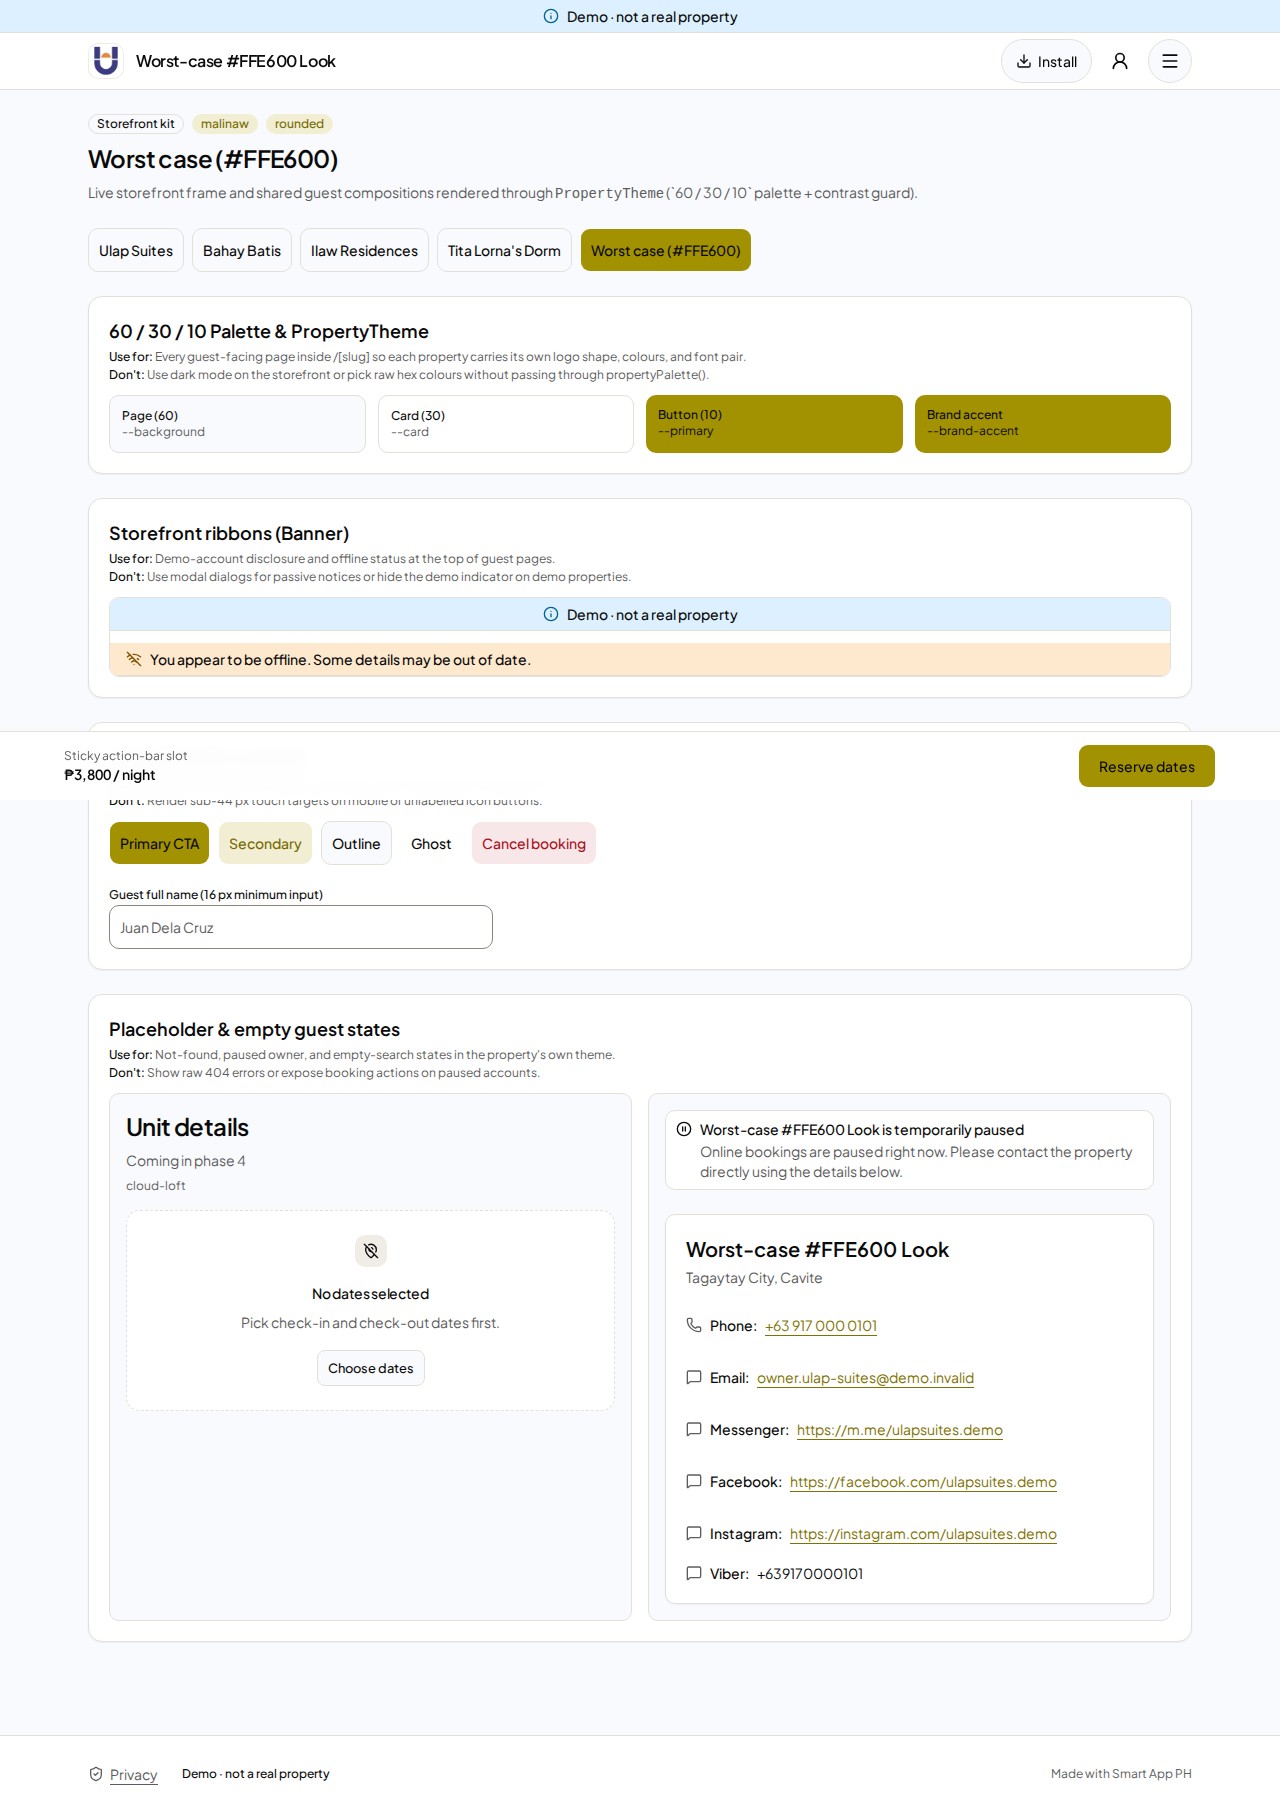 Demo · not a real property
Worst-case #FFE600 Look
Install
Storefront kit
malinaw
rounded
Worst case (#FFE600)
Live storefront frame and shared guest compositions rendered through PropertyTheme (`60 / 30 / 10` palette + contrast guard).
Ulap Suites
Bahay Batis
Ilaw Residences
Tita Lorna's Dorm
Worst case (#FFE600)
60 / 30 / 10 Palette & PropertyTheme
Use for: Every guest-facing page inside /[slug] so each property carries its own logo shape, colours, and font pair.
Don't: Use dark mode on the storefront or pick raw hex colours without passing through propertyPalette().
Page (60)
--background
Card (30)
--card
Button (10)
--primary
Brand accent
--brand-accent
Storefront ribbons (Banner)
Use for: Demo-account disclosure and offline status at the top of guest pages.
Don't: Use modal dialogs for passive notices or hide the demo indicator on demo properties.
Demo · not a real property
You appear to be offline. Some details may be out of date.
Sticky action-bar slot
₱3,800 / night
Reserve dates
Don't: Render sub-44 px touch targets on mobile or unlabelled icon buttons.
Primary CTA
Secondary
Outline
Ghost
Cancel booking
Guest full name (16 px minimum input)
Juan Dela Cruz
Placeholder & empty guest states
Use for: Not-found, paused owner, and empty-search states in the property's own theme.
Don't: Show raw 404 errors or expose booking actions on paused accounts.
Unit details
Coming in phase 4
cloud-loft
No dates selected
Pick check-in and check-out dates first.
Choose dates
Worst-case #FFE600 Look is temporarily paused
Online bookings are paused right now. Please contact the property
directly using the details below.
Worst-case #FFE600 Look
Tagaytay City, Cavite
Phone: +63 917 000 0101
Email: owner.ulap-suites@demo.invalid
Messenger: https://m.me/ulapsuites.demo
Facebook: https://facebook.com/ulapsuites.demo
Instagram: https://instagram.com/ulapsuites.demo
Viber: +639170000101
Privacy
Demo · not a real property
Made with Smart App PH